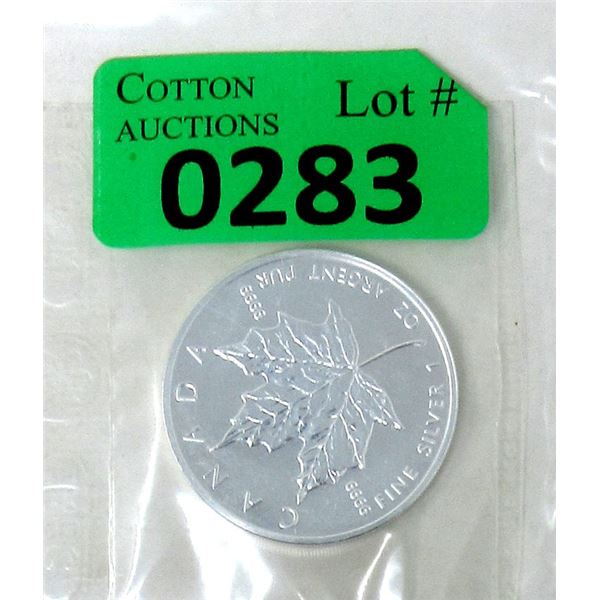 COTTON
AUCTIONS
Lot #
0283
CANADA
9999
9999
FINE SILVER 1 OZ ARGENT PUR